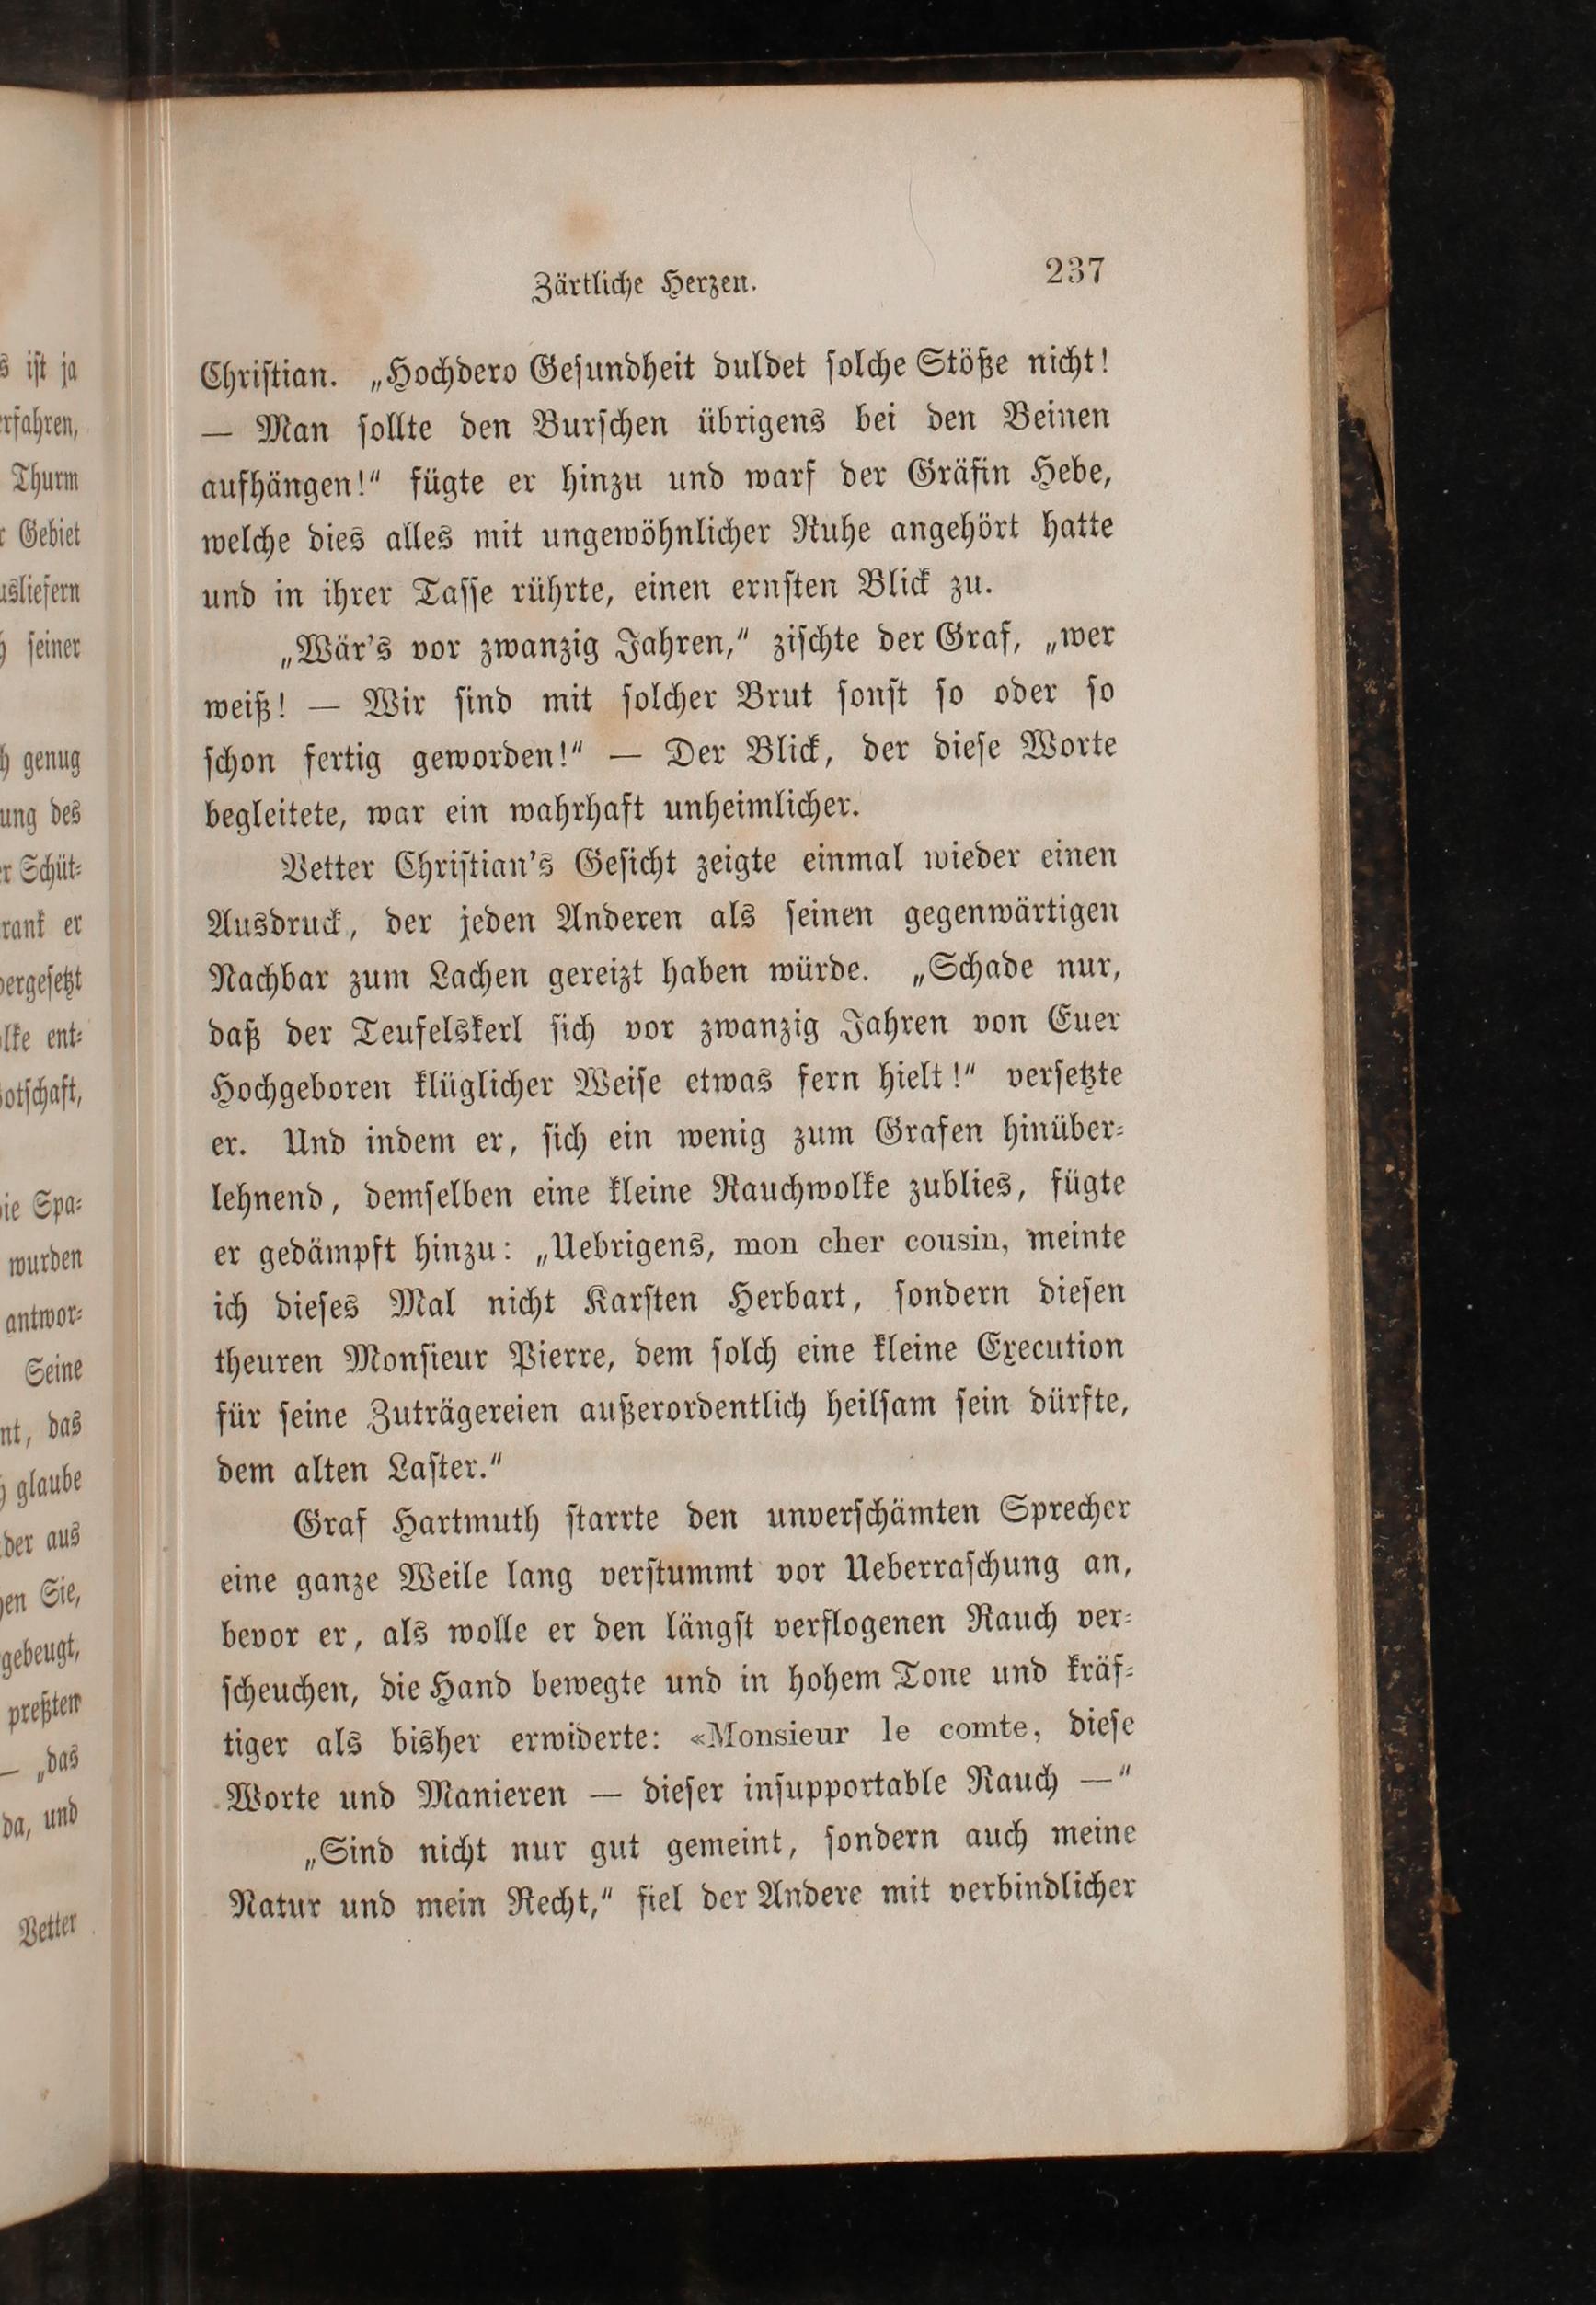 Zärtliche Herzen. 237
Christian. „Hochdero Gesundheit duldet solche Stöße nicht!
— Man sollte den Burschen übrigens bei den Beinen
aufhängen!“ fügte er hinzu und warf der Gräfin Hebe,
welche dies alles mit ungewöhnlicher Ruhe angehört hatte
und in ihrer Tasse rührte, einen ernsten Blick zu.
„Wär’s vor zwanzig Jahren,“ zischte der Graf, „wer
weiß! — Wir sind mit solcher Brut sonst so oder so
schon fertig geworden!“ — Der Blick, der diese Worte
begleitete, war ein wahrhaft unheimlicher.
Vetter Christian’s Gesicht zeigte einmal wieder einen
Ausdruck, der jeden Anderen als seinen gegenwärtigen
Nachbar zum Lachen gereizt haben würde. „Schade nur,
daß der Teufelskerl sich vor zwanzig Jahren von Euer
Hochgeboren klüglicher Weise etwas fern hielt!“ versetzte
er. Und indem er, sich ein wenig zum Grafen hinüber-
lehnend, demselben eine kleine Rauchwolke zublies, fügte
er gedämpft hinzu: „Uebrigens, mon cher cousin, meinte
ich dieses Mal nicht Karsten Herbart, sondern diesen
theuren Monsieur Pierre, dem solch eine kleine Execution
für seine Zuträgereien außerordentlich heilsam sein dürfte,
dem alten Laster.“
Graf Hartmuth starrte den unverschämten Sprecher
eine ganze Weile lang verstummt vor Ueberraschung an,
bevor er, als wolle er den längst verflogenen Rauch ver-
scheuchen, die Hand bewegte und in hohem Tone und kräf-
tiger als bisher erwiderte: «Monsieur le comte, diese
Worte und Manieren — dieser insupportable Rauch —“
„Sind nicht nur gut gemeint, sondern auch meine
Natur und mein Recht,“ fiel der Andere mit verbindlicher